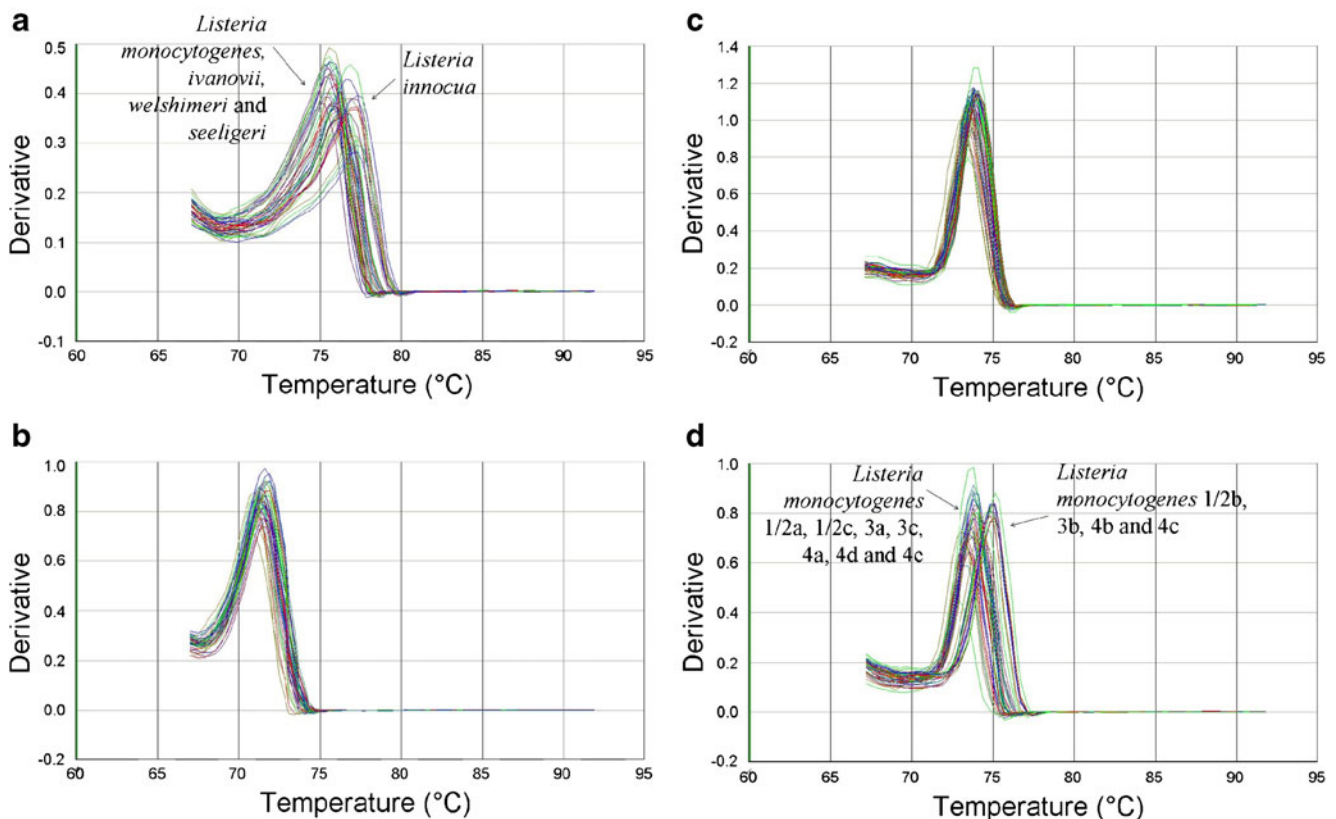 a
Listeria
monocytogenes,
ivanovii,
welshimeri and
seeligeri
Listeria
innocua
Derivative
0.5
0.4
0.3
0.2
0.1
0.0
-0.1
60 65 70 75 80 85 90 95
Temperature (°C)
c
Derivative
1.4
1.2
1.0
0.8
0.6
0.4
0.2
0.0
-0.2
60 65 70 75 80 85 90 95
Temperature (°C)
b
Derivative
1.0
0.8
0.6
0.4
0.2
0.0
-0.2
60 65 70 75 80 85 90 95
Temperature (°C)
d
Listeria
monocytogenes
1/2a, 1/2c, 3a, 3c,
4a, 4d and 4c
Listeria
monocytogenes 1/2b,
3b, 4b and 4c
Derivative
1.0
0.8
0.6
0.4
0.2
0.0
-0.2
60 65 70 75 80 85 90 95
Temperature (°C)